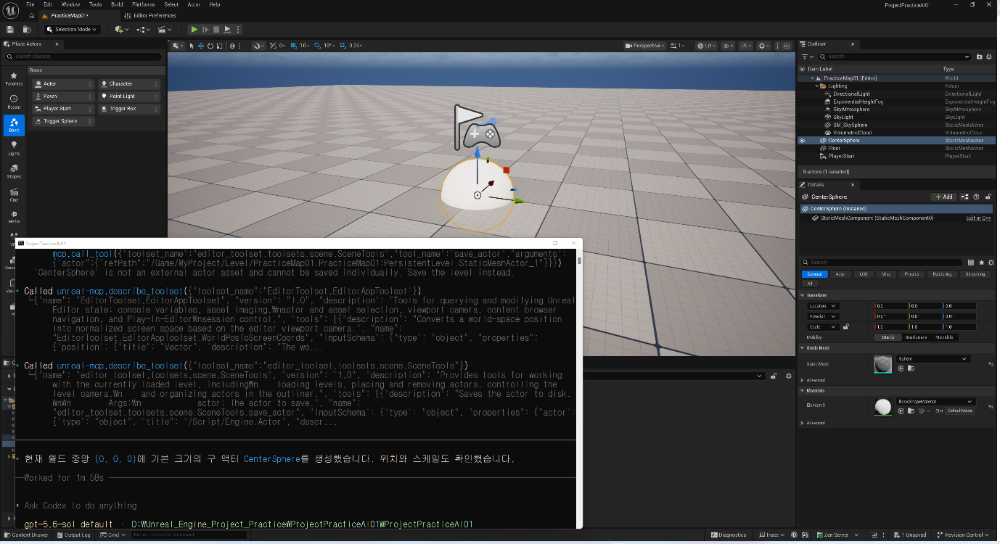 File Edit Window Tools Build Platforms Select Actor Help
ProjectPracticeAI01
PracticeMap01•
Editor Preferences
Selection Mode
Place Actors
Search Classes
Basic
Favorites
Recent
Basic
Lights
Shapes
Cine
Media
Actor
Character
Pawn
Point Light
Player Start
Trigger Box
Trigger Sphere
0
10
10°
0.25
Perspective
1
Lit
Outliner
Search...
Item Label Type
PracticeMap01 (Editor) World
Lighting Folder
DirectionalLight DirectionalLight
ExponentialHeightFog ExponentialHeightFog
SkyAtmosphere SkyAtmosphere
SkyLight SkyLight
SM_SkySphere StaticMeshActor
VolumetricCloud VolumetricCloud
CenterSphere StaticMeshActor
Floor StaticMeshActor
PlayerStart PlayerStart
9 actors (1 selected)
Details
CenterSphere
Add
CenterSphere (Instance)
StaticMeshComponent (StaticMeshComponent0)
Edit in C++
Search
General Actor LOD Misc Physics Rendering Streaming
All
Transform
Location 0.0 0.0 0.0
Rotation 0.0° 0.0° 0.0°
Scale 1.0 1.0 1.0
Mobility Static Stationary Movable
Static Mesh
Static Mesh Sphere
Advanced
Materials
Element 0 BasicShapeMaterial
Slot DefaultMater
Advanced
ProjectPracticeAI01
mcp.call_tool({"toolset_name":"editor_toolset.toolsets.scene.SceneTools","tool_name":"save_actor","arguments":
{"actor":{"refPath":"/Game/MyProject/Level/PracticeMap01.PracticeMap01:PersistentLevel.StaticMeshActor_1"}}})
'CenterSphere' is not an external actor asset and cannot be saved individually. Save the level instead.
• Called unreal-mcp.describe_toolset({"toolset_name":"EditorToolset.EditorAppToolset"})
└{"name": "EditorToolset.EditorAppToolset", "version": "1.0", "description": "Tools for querying and modifying Unreal
Editor state: console variables, asset imaging,₩nactor and asset selection, viewport camera, content browser
navigation, and Play-In-Editor₩nsession control.", "tools": [{"description": "Converts a world-space position
into normalized screen space based on the editor viewport camera.", "name":
"EditorToolset.EditorAppToolset.WorldPosToScreenCoords", "inputSchema": {"type": "object", "properties":
{"position": {"title": "Vector", "description": "The wo...
• Called unreal-mcp.describe_toolset({"toolset_name":"editor_toolset.toolsets.scene.SceneTools"})
└{"name": "editor_toolset.toolsets.scene.SceneTools", "version": "1.0", "description": "Provides tools for working
with the currently loaded level, including₩n loading levels, placing and removing actors, controlling the
level camera,₩n and organizing actors in the outliner.", "tools": [{"description": "Saves the actor to disk.
₩n₩n Args:₩n actor: The actor to save.", "name":
"editor_toolset.toolsets.scene.SceneTools.save_actor", "inputSchema": {"type": "object", "properties": {"actor":
{"type": "object", "title": "/Script/Engine.Actor", "descr...
• 현재 월드 중앙 (0, 0, 0)에 기본 크기의 구 액터 CenterSphere를 생성했습니다. 위치와 스케일도 확인했습니다.
Worked for 1m 58s
› Ask Codex to do anything
gpt-5.6-sol default · D:₩Unreal_Engine_Project_Practice₩ProjectPracticeAI01₩ProjectPracticeAI01
Content Drawer Output Log Cmd Enter Console Command
Diagnostics Trace Zen Server 1 Unsaved Revision Control